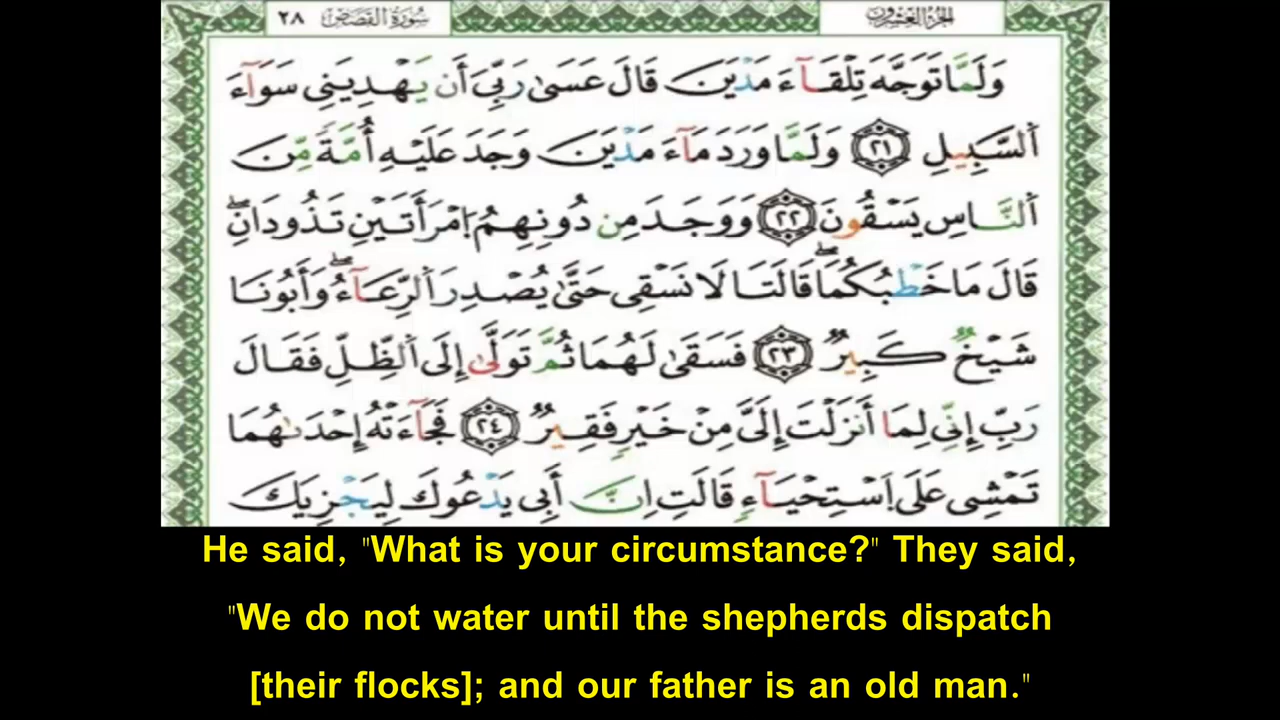 الجزء العشرون سورة القصص ٢٨
وَلَمَّا تَوَجَّهَ تِلْقَآءَ مَدْيَنَ قَالَ عَسَىٰ رَبِّىٓ أَن يَهْدِيَنِى سَوَآءَ
ٱلسَّبِيلِ ٢١ وَلَمَّا وَرَدَ مَآءَ مَدْيَنَ وَجَدَ عَلَيْهِ أُمَّةً مِّنَ
ٱلنَّاسِ يَسْقُونَ ٢٢ وَوَجَدَ مِن دُونِهِمُ ٱمْرَأَتَيْنِ تَذُودَانِۖ
قَالَ مَا خَطْبُكُمَاۖ قَالَتَا لَا نَسْقِى حَتَّىٰ يُصْدِرَ ٱلرِّعَآءُۖ وَأَبُونَا
شَيْخٌ كَبِيرٌ ٢٣ فَسَقَىٰ لَهُمَا ثُمَّ تَوَلَّىٰٓ إِلَى ٱلظِّلِّ فَقَالَ
رَبِّ إِنِّى لِمَآ أَنزَلْتَ إِلَىَّ مِنْ خَيْرٍ فَقِيرٌ ٢٤ فَجَآءَتْهُ إِحْدَىٰهُمَا
تَمْشِى عَلَى ٱسْتِحْيَآءٍ قَالَتْ إِنَّ أَبِى يَدْعُوكَ لِيَجْزِيَكَ
He said, "What is your circumstance?" They said,
"We do not water until the shepherds dispatch
[their flocks]; and our father is an old man."